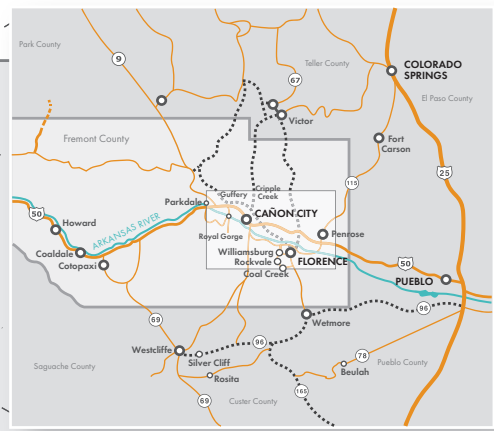 Park County
9
Teller County
67
COLORADO
SPRINGS
El Paso County
Victor
Fremont County
Fort
Carson
25
115
Guffery
Cripple
Creek
Parkdale
50
Howard
ARKANSAS RIVER
CAÑON CITY
Royal Gorge
Penrose
Coaldale
Cotopaxi
Williamsburg
Rockvale
FLORENCE
Coal Creek
50
PUEBLO
96
69
Wetmore
96
Westcliffe
Silver Cliff
78
Beulah
Pueblo County
Saguache County
Rosita
165
69
Custer County